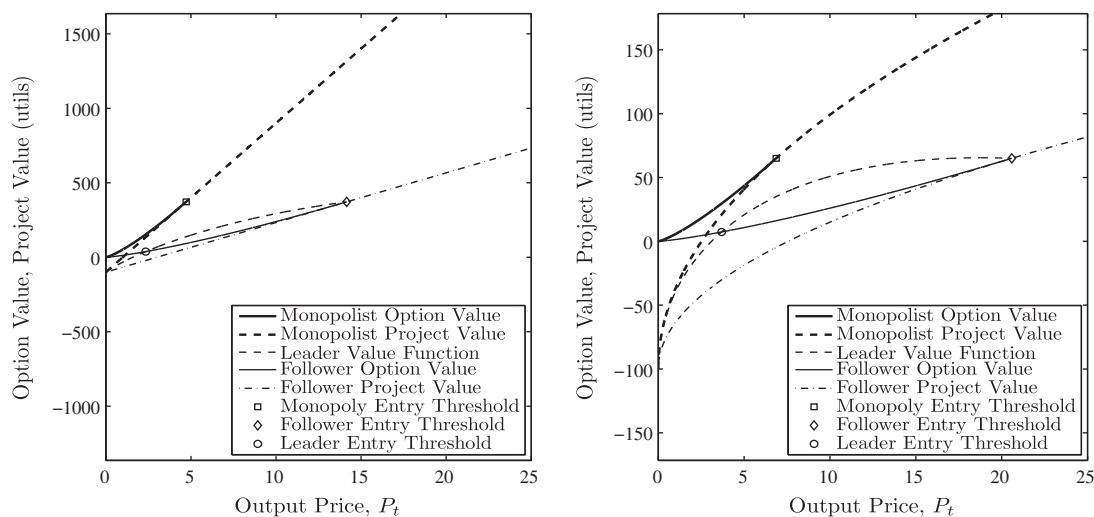 Option Value, Project Value (utils)
1500
1000
500
0
−500
−1000
Monopolist Option Value
Monopolist Project Value
Leader Value Function
Follower Option Value
Follower Project Value
Monopoly Entry Threshold
Follower Entry Threshold
Leader Entry Threshold
0 5 10 15 20 25
Output Price, P_t
Option Value, Project Value (utils)
150
100
50
0
−50
−100
−150
Monopolist Option Value
Monopolist Project Value
Leader Value Function
Follower Option Value
Follower Project Value
Monopoly Entry Threshold
Follower Entry Threshold
Leader Entry Threshold
0 5 10 15 20 25
Output Price, P_t